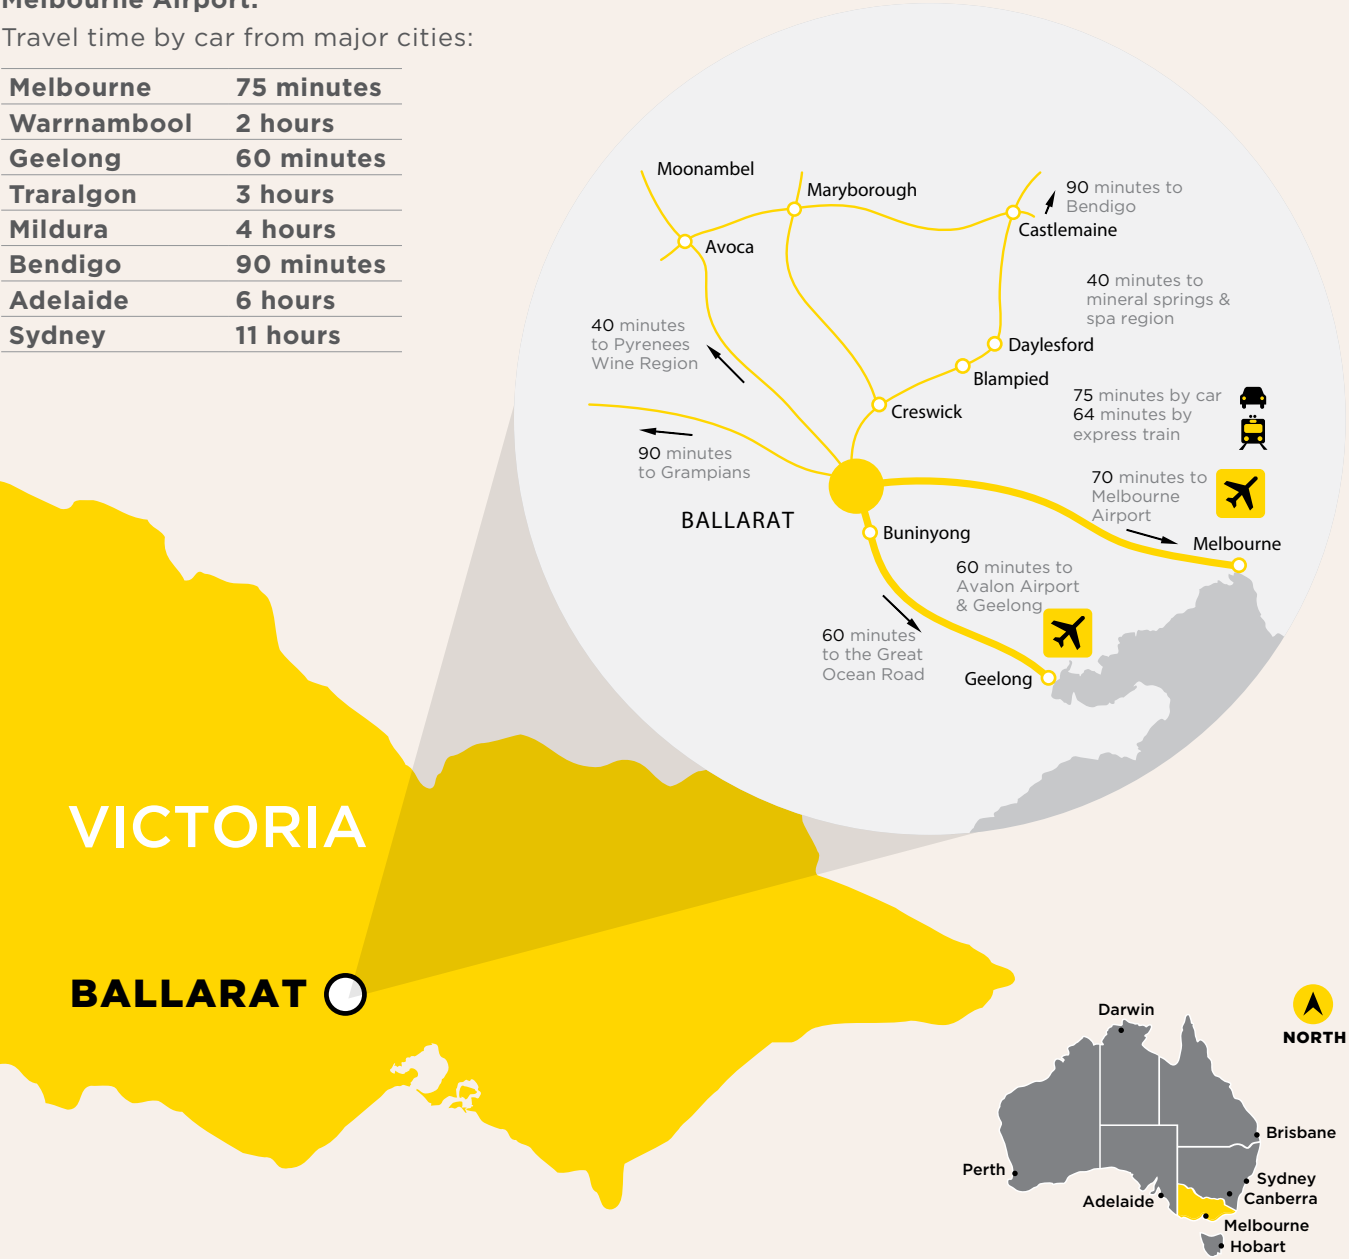 Melbourne Airport.
Travel time by car from major cities:
Melbourne 75 minutes
Warrnambool 2 hours
Geelong 60 minutes
Traralgon 3 hours
Mildura 4 hours
Bendigo 90 minutes
Adelaide 6 hours
Sydney 11 hours
Moonambel
Maryborough
90 minutes to
Bendigo
Castlemaine
Avoca
40 minutes to
mineral springs &
spa region
40 minutes
to Pyrenees
Wine Region
Daylesford
Blampied
75 minutes by car
64 minutes by
express train
Creswick
90 minutes
to Grampians
70 minutes to
Melbourne
Airport
BALLARAT
Buninyong
Melbourne
60 minutes to
Avalon Airport
& Geelong
60 minutes
to the Great
Ocean Road
Geelong
VICTORIA
BALLARAT
Darwin
NORTH
Brisbane
Perth
Sydney
Canberra
Adelaide
Melbourne
Hobart